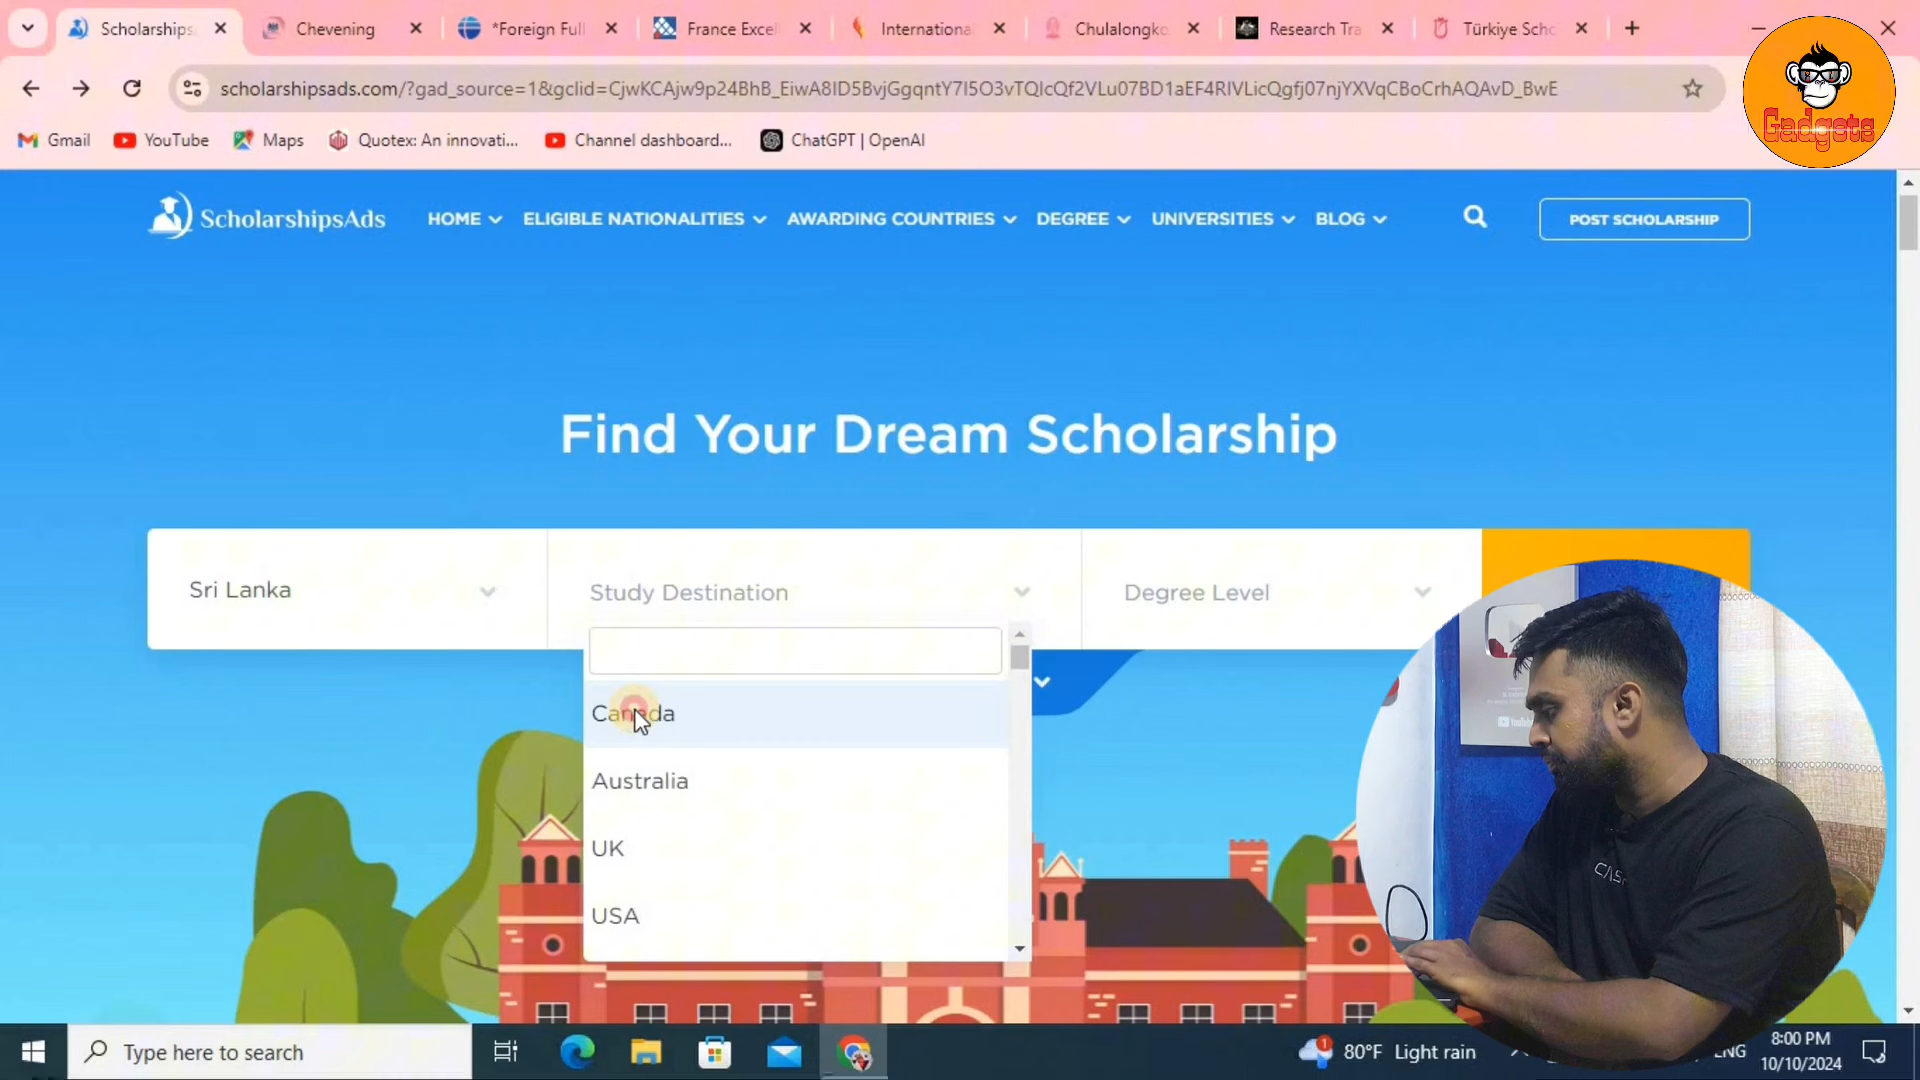 Scholarships
Chevening
*Foreign Full
France Excel
Internationa
Chulalongko
Research Tra
Türkiye Scho
scholarshipsads.com/?gad_source=1&gclid=CjwKCAjw9p24BhB_EiwA8ID5BvjGgqntY7I5O3vTQIcQf2VLu07BD1aEF4RIVLicQgfj07njYXVqCBoCrhAQAvD_BwE
Gadgets
Gmail
YouTube
Maps
Quotex: An innovati...
Channel dashboard...
ChatGPT | OpenAI
ScholarshipsAds
HOME
ELIGIBLE NATIONALITIES
AWARDING COUNTRIES
DEGREE
UNIVERSITIES
BLOG
POST SCHOLARSHIP
Find Your Dream Scholarship
Sri Lanka
Study Destination
Degree Level
Canada
Australia
UK
USA
YouTube
Type here to search
1
80°F Light rain
ENG
8:00 PM
10/10/2024